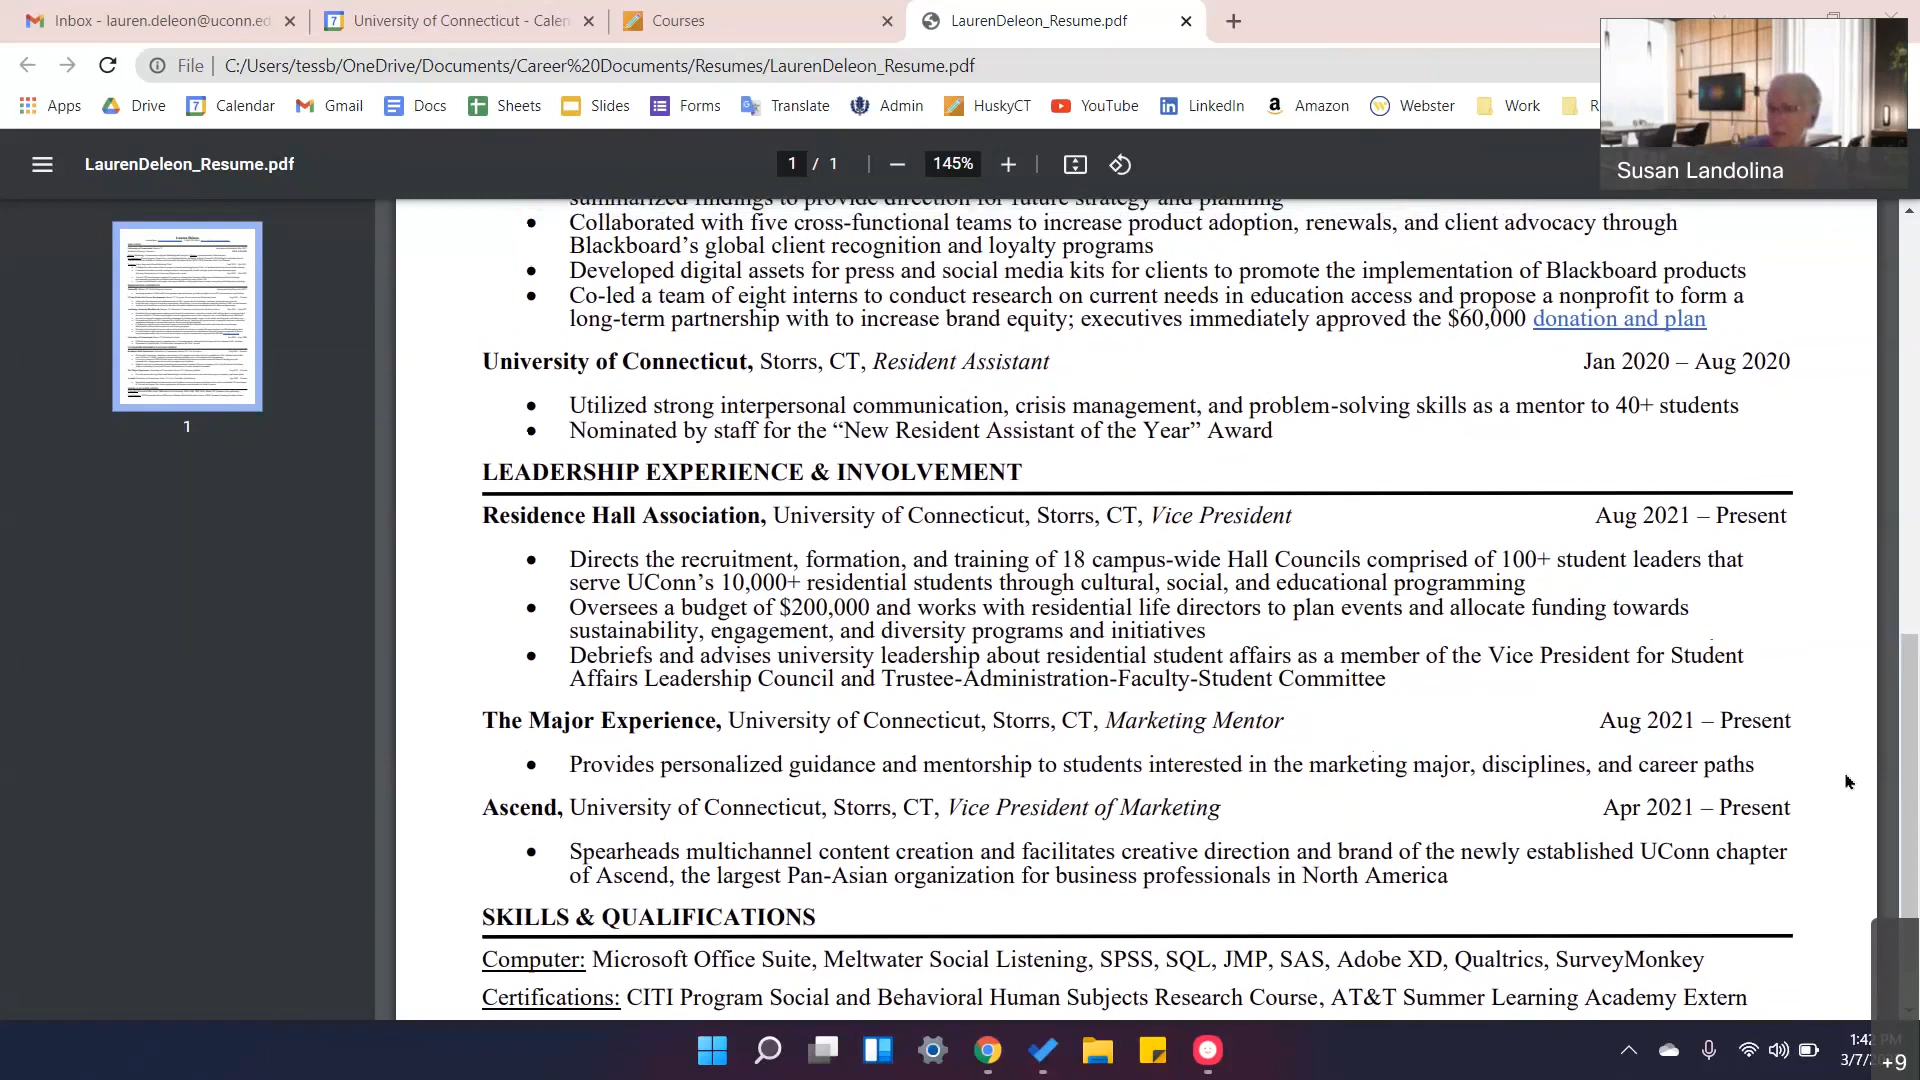 Inbox - lauren.deleon@uconn.ed
University of Connecticut - Calen
Courses
LaurenDeleon_Resume.pdf
File
C:/Users/tessb/OneDrive/Documents/Career%20Documents/Resumes/LaurenDeleon_Resume.pdf
Apps Drive Calendar Gmail Docs Sheets Slides Forms Translate Admin HuskyCT YouTube LinkedIn Amazon Webster Work R
Susan Landolina
LaurenDeleon_Resume.pdf
1 / 1
145%
1
summarized findings to provide direction for future strategy and planning
• Collaborated with five cross-functional teams to increase product adoption, renewals, and client advocacy through
Blackboard’s global client recognition and loyalty programs
• Developed digital assets for press and social media kits for clients to promote the implementation of Blackboard products
• Co-led a team of eight interns to conduct research on current needs in education access and propose a nonprofit to form a
long-term partnership with to increase brand equity; executives immediately approved the $60,000 donation and plan
University of Connecticut, Storrs, CT, Resident Assistant Jan 2020 – Aug 2020
• Utilized strong interpersonal communication, crisis management, and problem-solving skills as a mentor to 40+ students
• Nominated by staff for the “New Resident Assistant of the Year” Award
LEADERSHIP EXPERIENCE & INVOLVEMENT
Residence Hall Association, University of Connecticut, Storrs, CT, Vice President Aug 2021 – Present
• Directs the recruitment, formation, and training of 18 campus-wide Hall Councils comprised of 100+ student leaders that
serve UConn’s 10,000+ residential students through cultural, social, and educational programming
• Oversees a budget of $200,000 and works with residential life directors to plan events and allocate funding towards
sustainability, engagement, and diversity programs and initiatives
• Debriefs and advises university leadership about residential student affairs as a member of the Vice President for Student
Affairs Leadership Council and Trustee-Administration-Faculty-Student Committee
The Major Experience, University of Connecticut, Storrs, CT, Marketing Mentor Aug 2021 – Present
• Provides personalized guidance and mentorship to students interested in the marketing major, disciplines, and career paths
Ascend, University of Connecticut, Storrs, CT, Vice President of Marketing Apr 2021 – Present
• Spearheads multichannel content creation and facilitates creative direction and brand of the newly established UConn chapter
of Ascend, the largest Pan-Asian organization for business professionals in North America
SKILLS & QUALIFICATIONS
Computer: Microsoft Office Suite, Meltwater Social Listening, SPSS, SQL, JMP, SAS, Adobe XD, Qualtrics, SurveyMonkey
Certifications: CITI Program Social and Behavioral Human Subjects Research Course, AT&T Summer Learning Academy Extern
1:42
3/7/2
+9